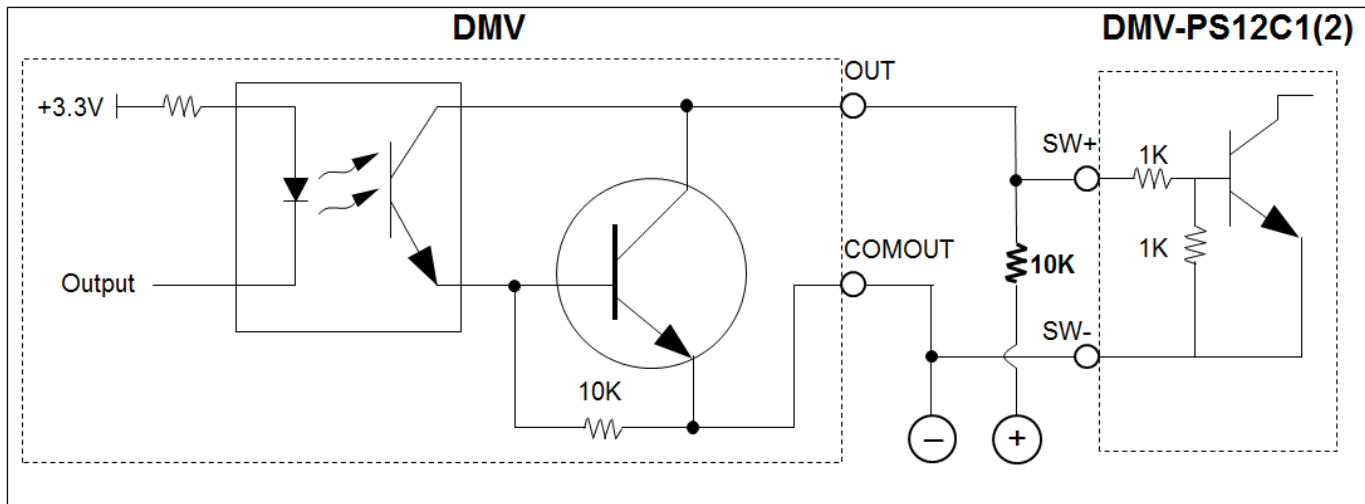 DMV
DMV-PS12C1(2)
OUT
+3.3V
SW+
1K
COMOUT
1K
10K
Output
SW-
10K
−
+